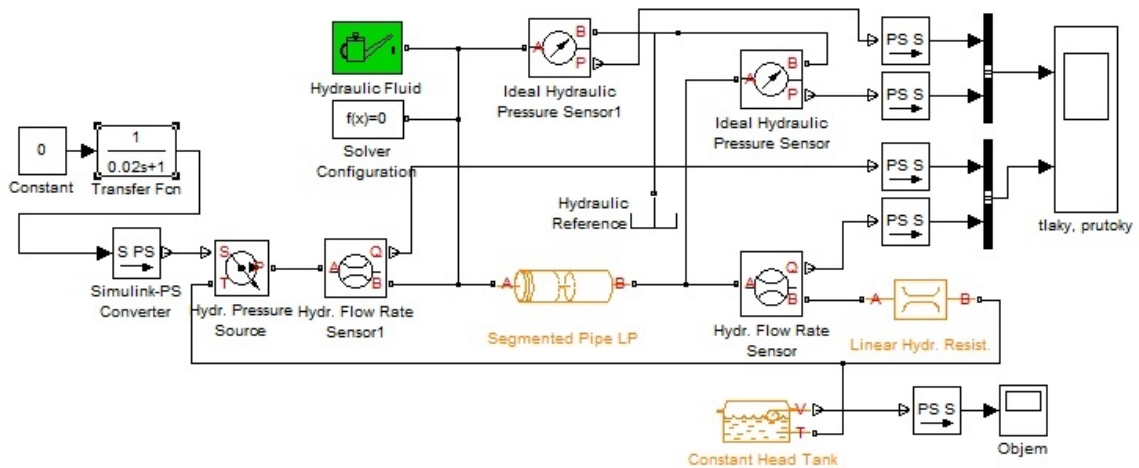 Hydraulic Fluid
A
B
P
Ideal Hydraulic
Pressure Sensor1
PS S
PS S
A
B
P
Ideal Hydraulic
Pressure Sensor
f(x)=0
Solver
Configuration
0
Constant
1
0.02s+1
Transfer Fcn
PS S
PS S
Hydraulic
Reference
tlaky, prutoky
S PS
Simulink-PS
Converter
S
P
T
Hydr. Pressure
Source
A
Q
B
Hydr. Flow Rate
Sensor1
A
B
Segmented Pipe LP
A
Q
B
Hydr. Flow Rate
Sensor
A
B
Linear Hydr. Resist.
V
T
Constant Head Tank
PS S
Objem